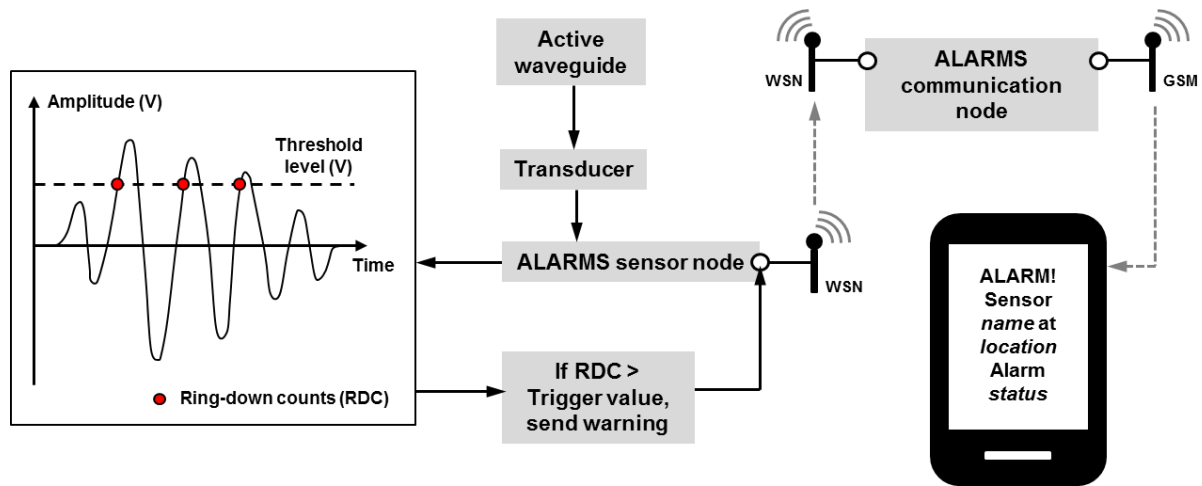 Amplitude (V)
Threshold
level (V)
Time
Ring-down counts (RDC)
Active
waveguide
Transducer
ALARMS sensor node
If RDC >
Trigger value,
send warning
WSN
WSN
ALARMS
communication
node
GSM
ALARM!
Sensor
name at
location
Alarm
status